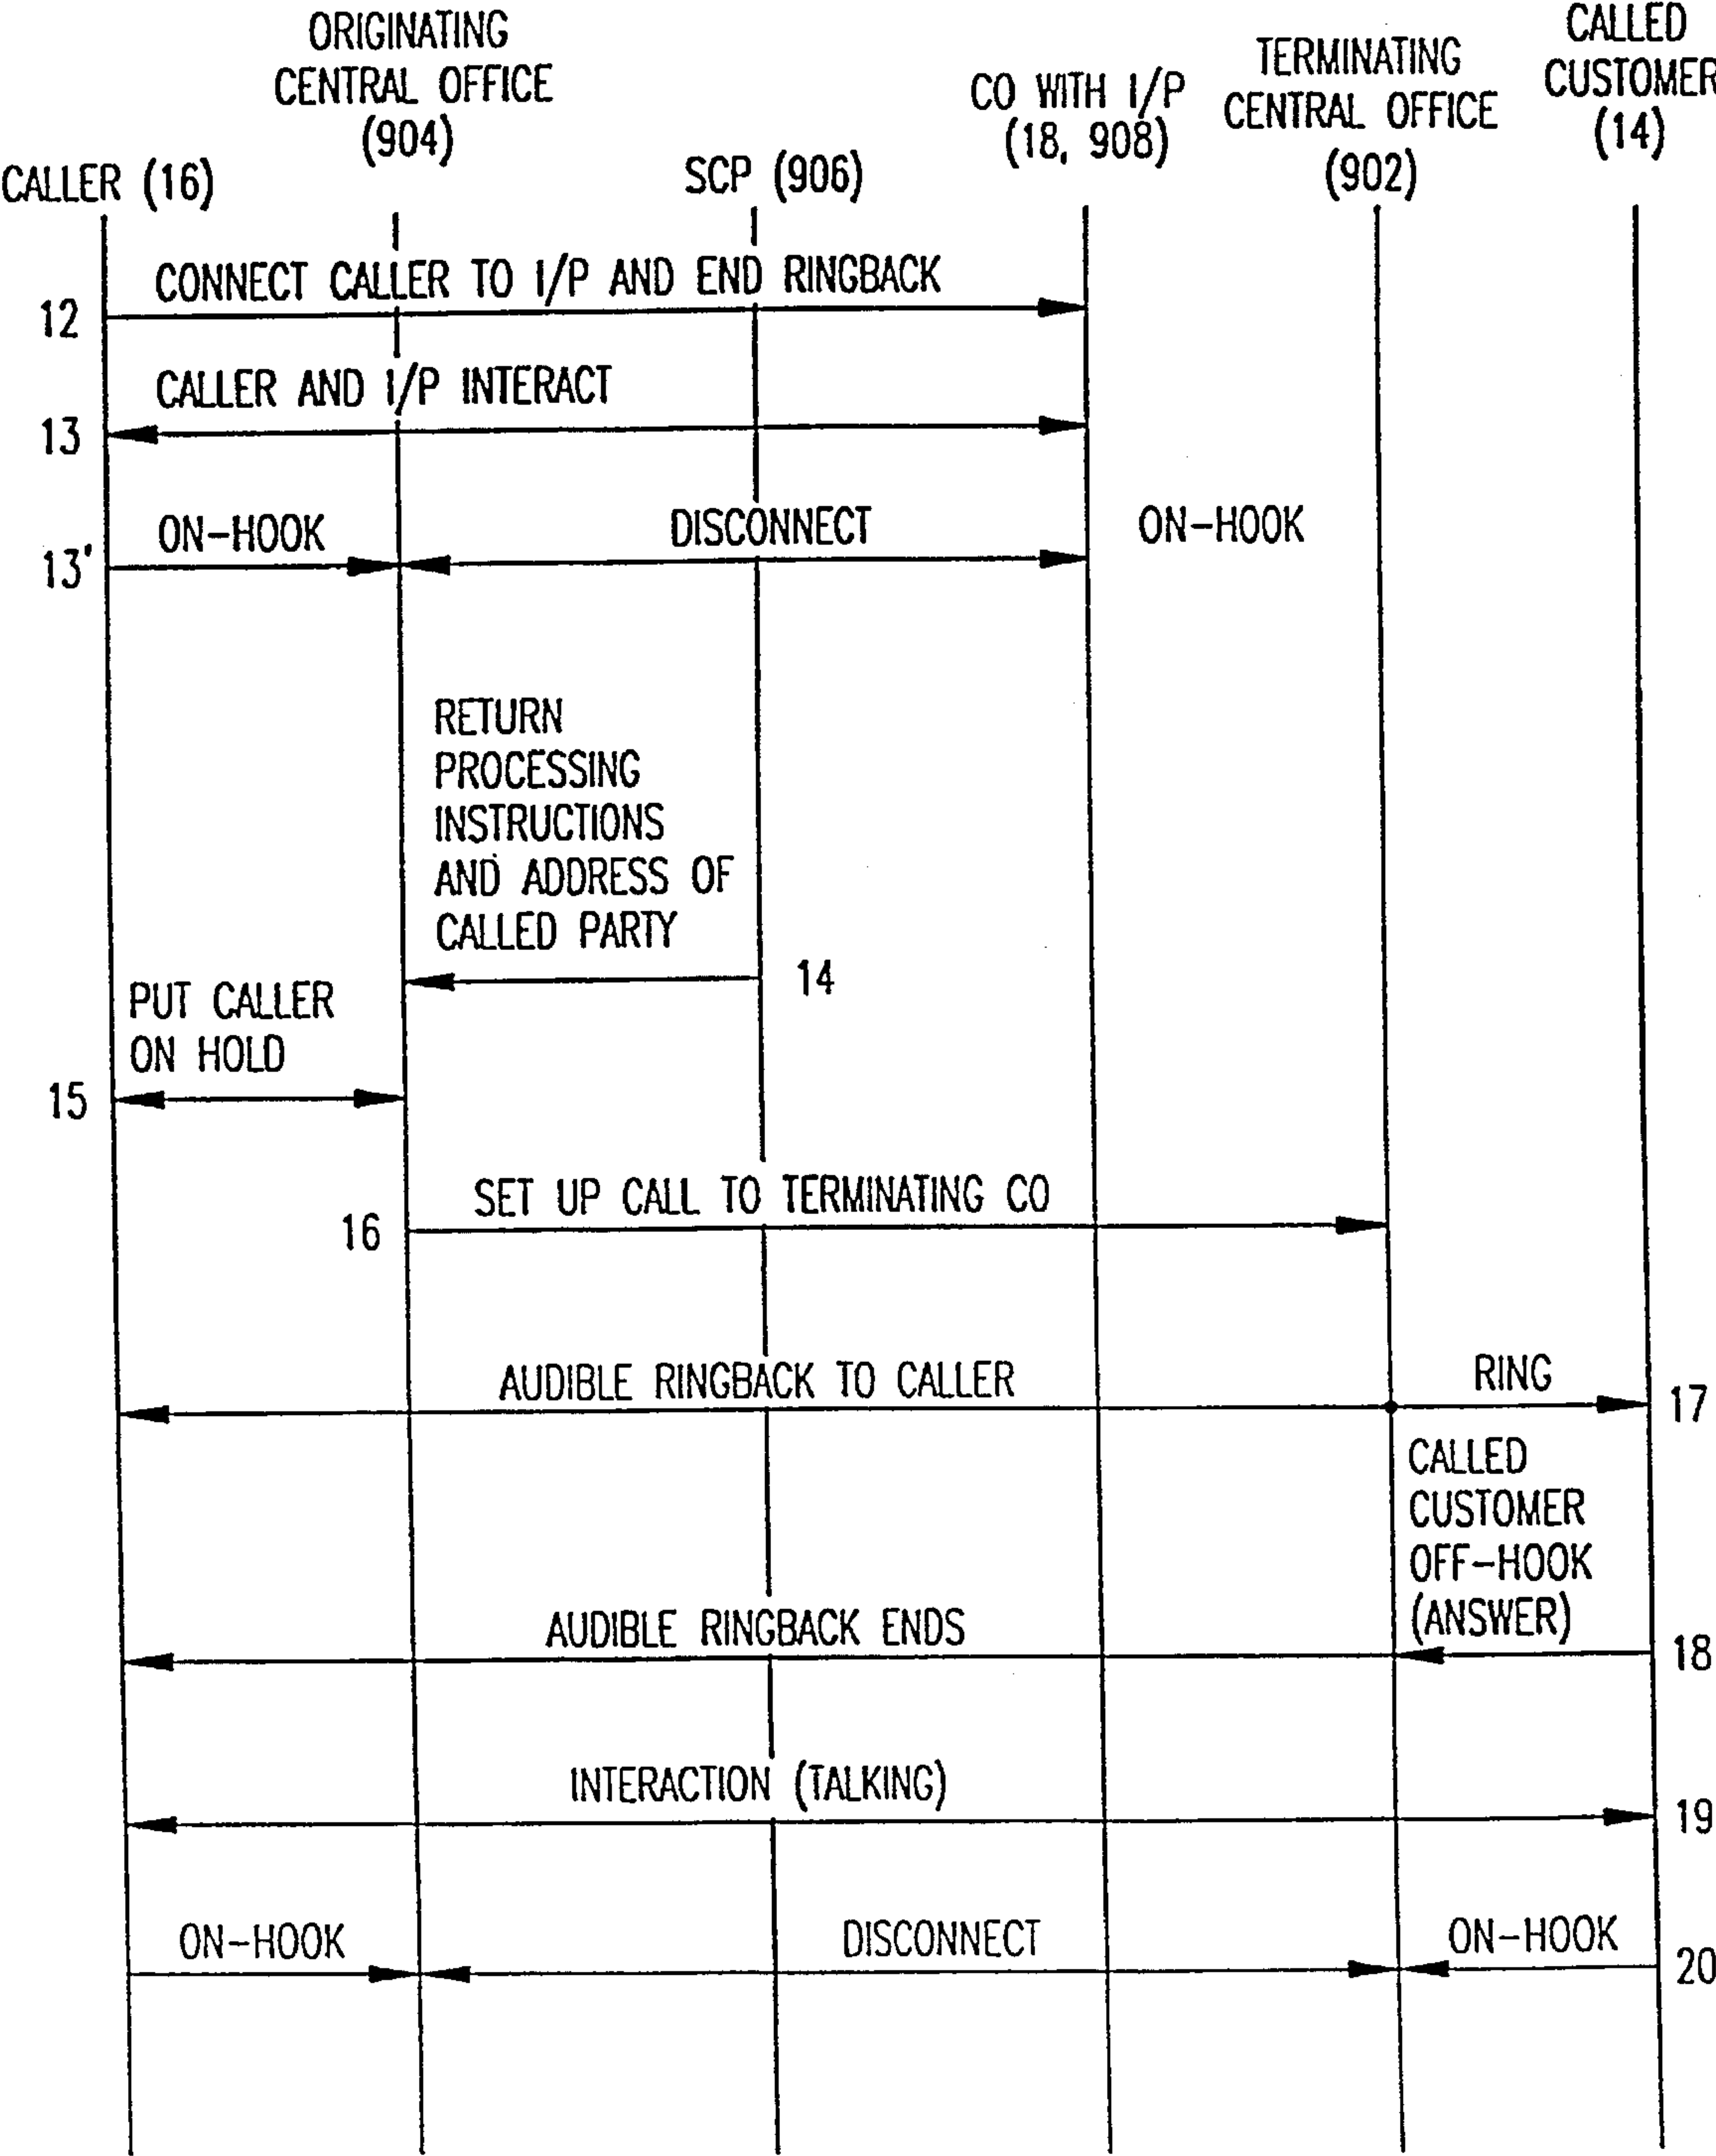 ORIGINATING
CENTRAL OFFICE
(904)
CALLED
CUSTOMER
(14)
TERMINATING
CENTRAL OFFICE
(902)
CO WITH I/P
(18, 908)
SCP (906)
CALLER (16)
CONNECT CALLER TO I/P AND END RINGBACK
12
CALLER AND I/P INTERACT
13
ON-HOOK
DISCONNECT
ON-HOOK
13'
RETURN
PROCESSING
INSTRUCTIONS
AND ADDRESS OF
CALLED PARTY
14
PUT CALLER
ON HOLD
15
SET UP CALL TO TERMINATING CO
16
AUDIBLE RINGBACK TO CALLER
RING
17
CALLED
CUSTOMER
OFF-HOOK
(ANSWER)
AUDIBLE RINGBACK ENDS
18
INTERACTION (TALKING)
19
ON-HOOK
DISCONNECT
ON-HOOK
20